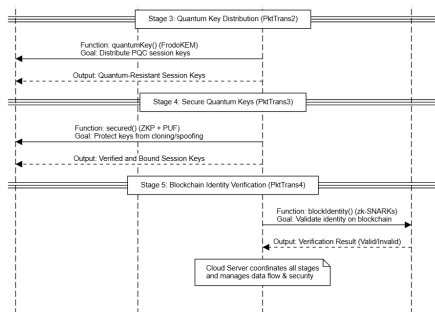 Stage 3: Quantum Key Distribution (PktTrans2)
Function: quantumKey() (FrodoKEM)
Goal: Distribute PQC session keys
Output: Quantum-Resistant Session Keys
Stage 4: Secure Quantum Keys (PktTrans3)
Function: secured() (ZKP + PUF)
Goal: Protect keys from cloning/spoofing
Output: Verified and Bound Session Keys
Stage 5: Blockchain Identity Verification (PktTrans4)
Function: blockIdentity() (zk-SNARKs)
Goal: Validate identity on blockchain
Output: Verification Result (Valid/Invalid)
Cloud Server coordinates all stages
and manages data flow & security